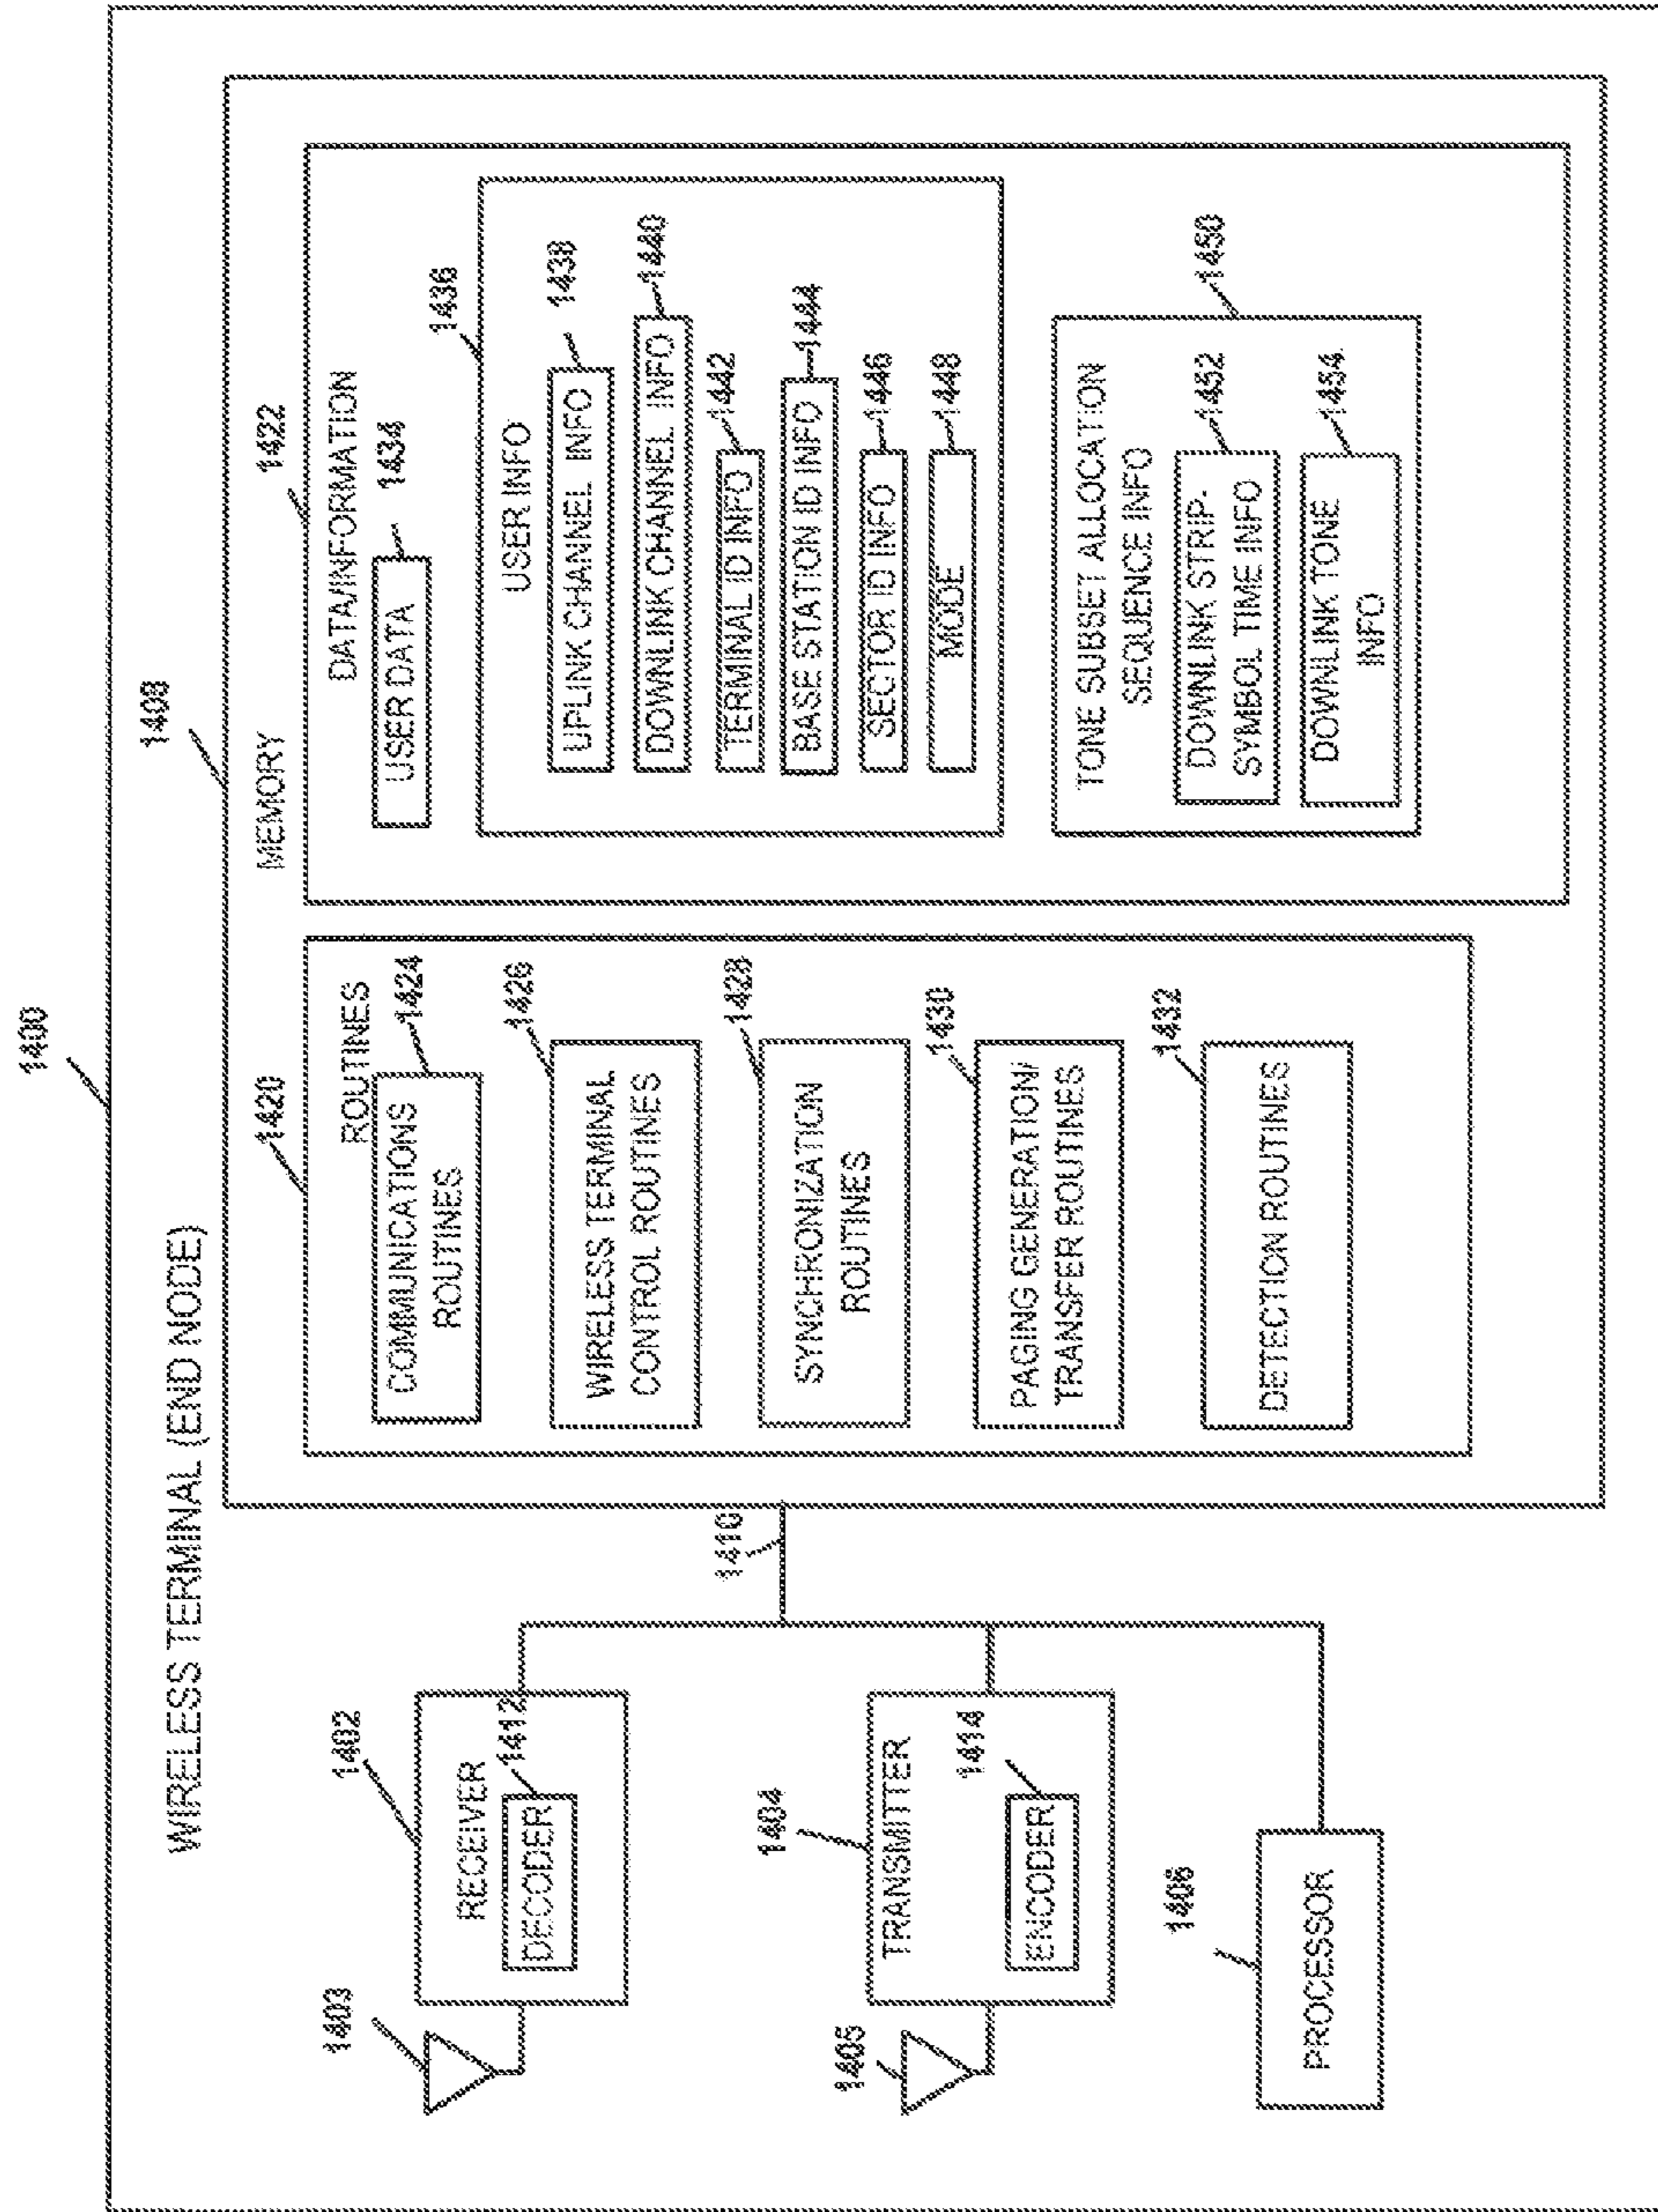 1400
WIRELESS TERMINAL (END NODE)
1408
MEMORY
1403
1402
RECEIVER
1412
DECODER
1405
1404
TRANSMITTER
1414
ENCODER
1406
PROCESSOR
1410
1420
ROUTINES
1424
COMMUNICATIONS
ROUTINES
1426
WIRELESS TERMINAL
CONTROL ROUTINES
1428
SYNCHRONIZATION
ROUTINES
1430
PAGING GENERATION/
TRANSFER ROUTINES
1432
DETECTION ROUTINES
1422
DATA/INFORMATION
1434
USER DATA
1436
USER INFO
UPLINK CHANNEL INFO
1438
DOWNLINK CHANNEL INFO
1440
TERMINAL ID INFO
1442
BASE STATION ID INFO
1444
SECTOR ID INFO
1446
MODE
1448
TONE SUBSET ALLOCATION
SEQUENCE INFO
1450
DOWNLINK STRIP-
SYMBOL TIME INFO
1452
DOWNLINK TONE
INFO
1454